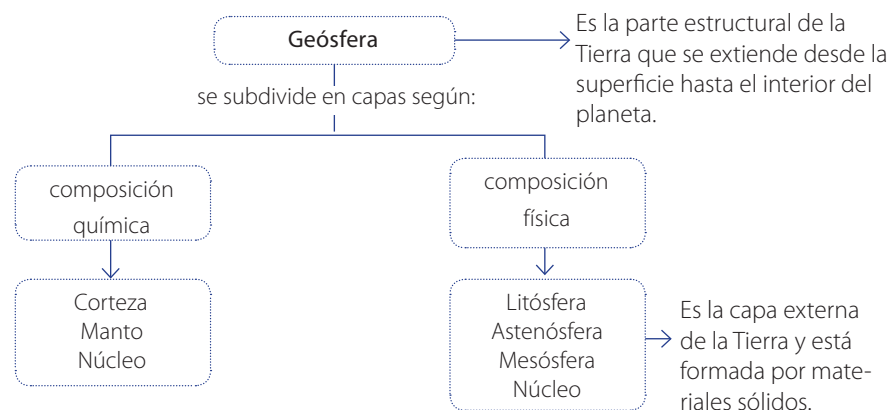 Geósfera
Es la parte estructural de la
Tierra que se extiende desde la
superficie hasta el interior del
planeta.
se subdivide en capas según:
composición
química
composición
física
Corteza
Manto
Núcleo
Litósfera
Astenósfera
Mesósfera
Núcleo
Es la capa externa
de la Tierra y está
formada por mate-
riales sólidos.